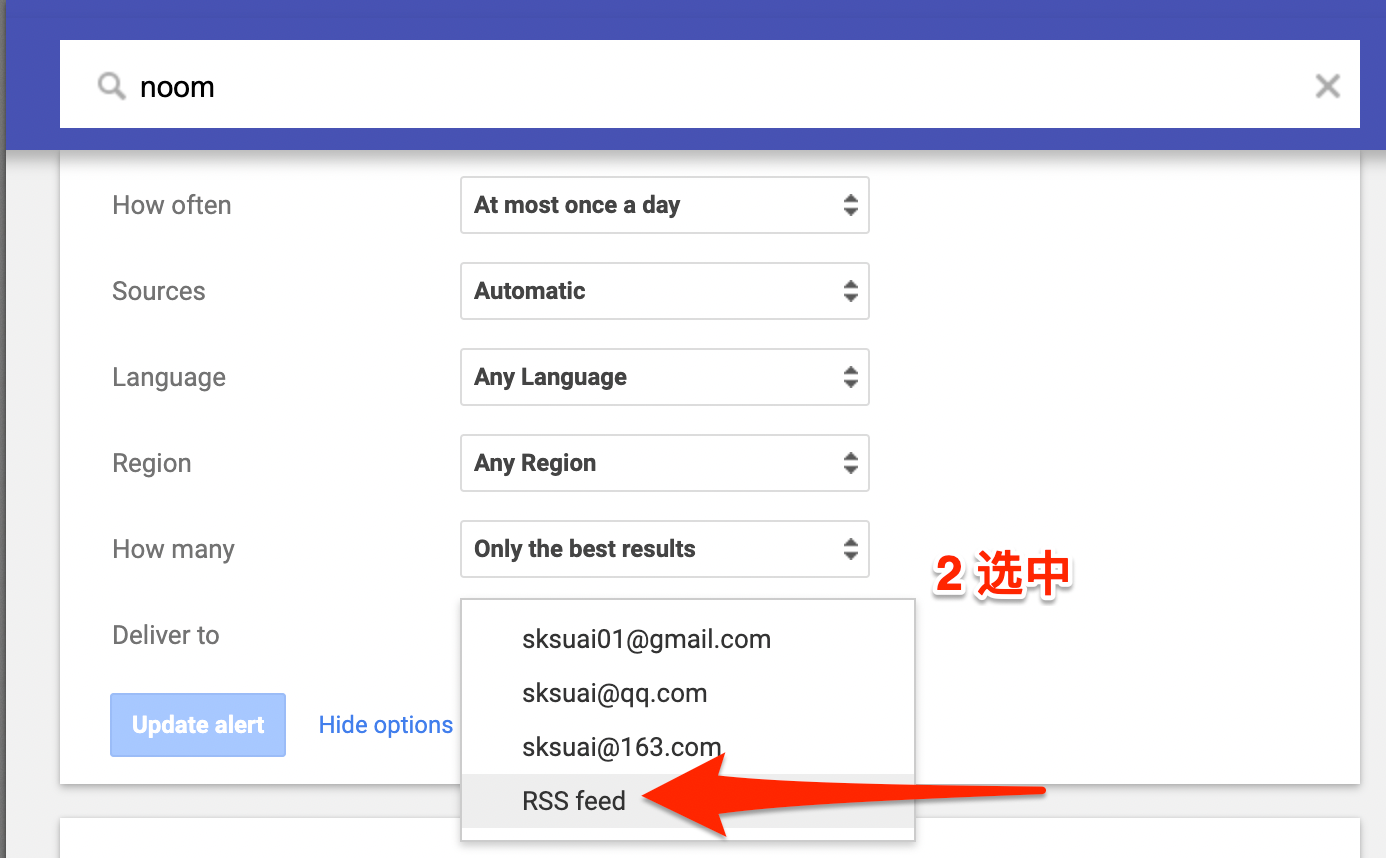 noom
How often
At most once a day
Sources
Automatic
Language
Any Language
Region
Any Region
How many
Only the best results
2 选中
Deliver to
sksuai01@gmail.com
sksuai@qq.com
Update alert
Hide options
sksuai@163.com
RSS feed